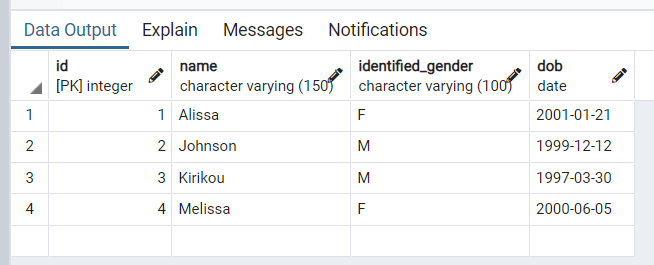 Data Output Explain Messages Notifications
id name identified_gender dob
[PK] integer character varying (150) character varying (100) date
1 1 Alissa F 2001-01-21
2 2 Johnson M 1999-12-12
3 3 Kirikou M 1997-03-30
4 4 Melissa F 2000-06-05